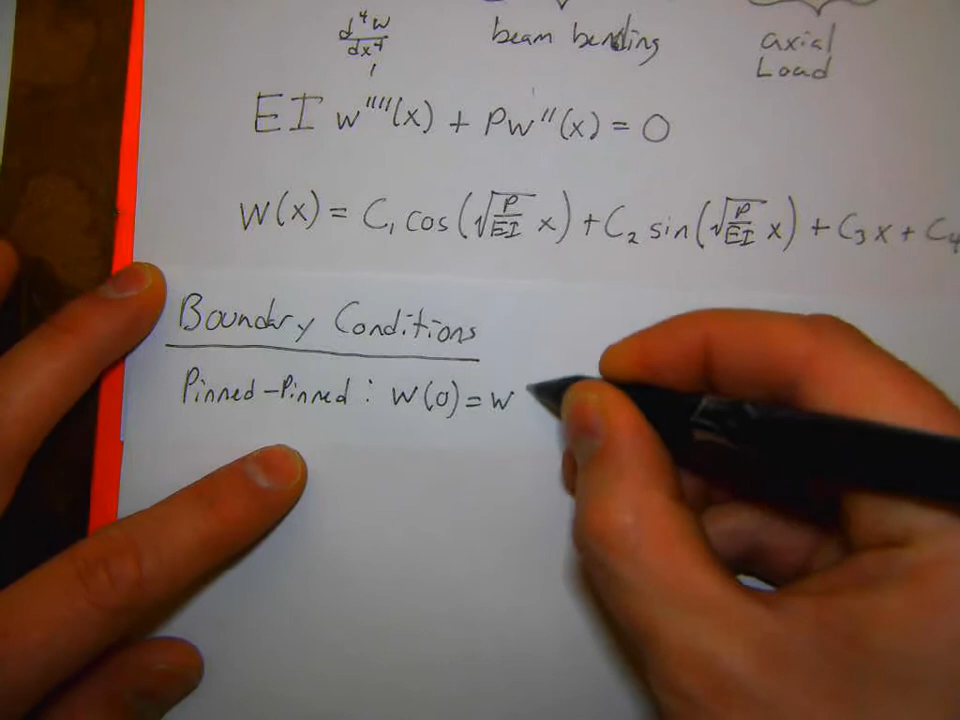 d⁴w/dx⁴ beam bending axial
Load
EI w''''(x) + Pw''(x) = 0
w(x) = C₁ cos(√(P/EI) x) + C₂ sin(√(P/EI) x) + C₃x + C₄
Boundry Conditions
Pinned-Pinned: w(0) = w